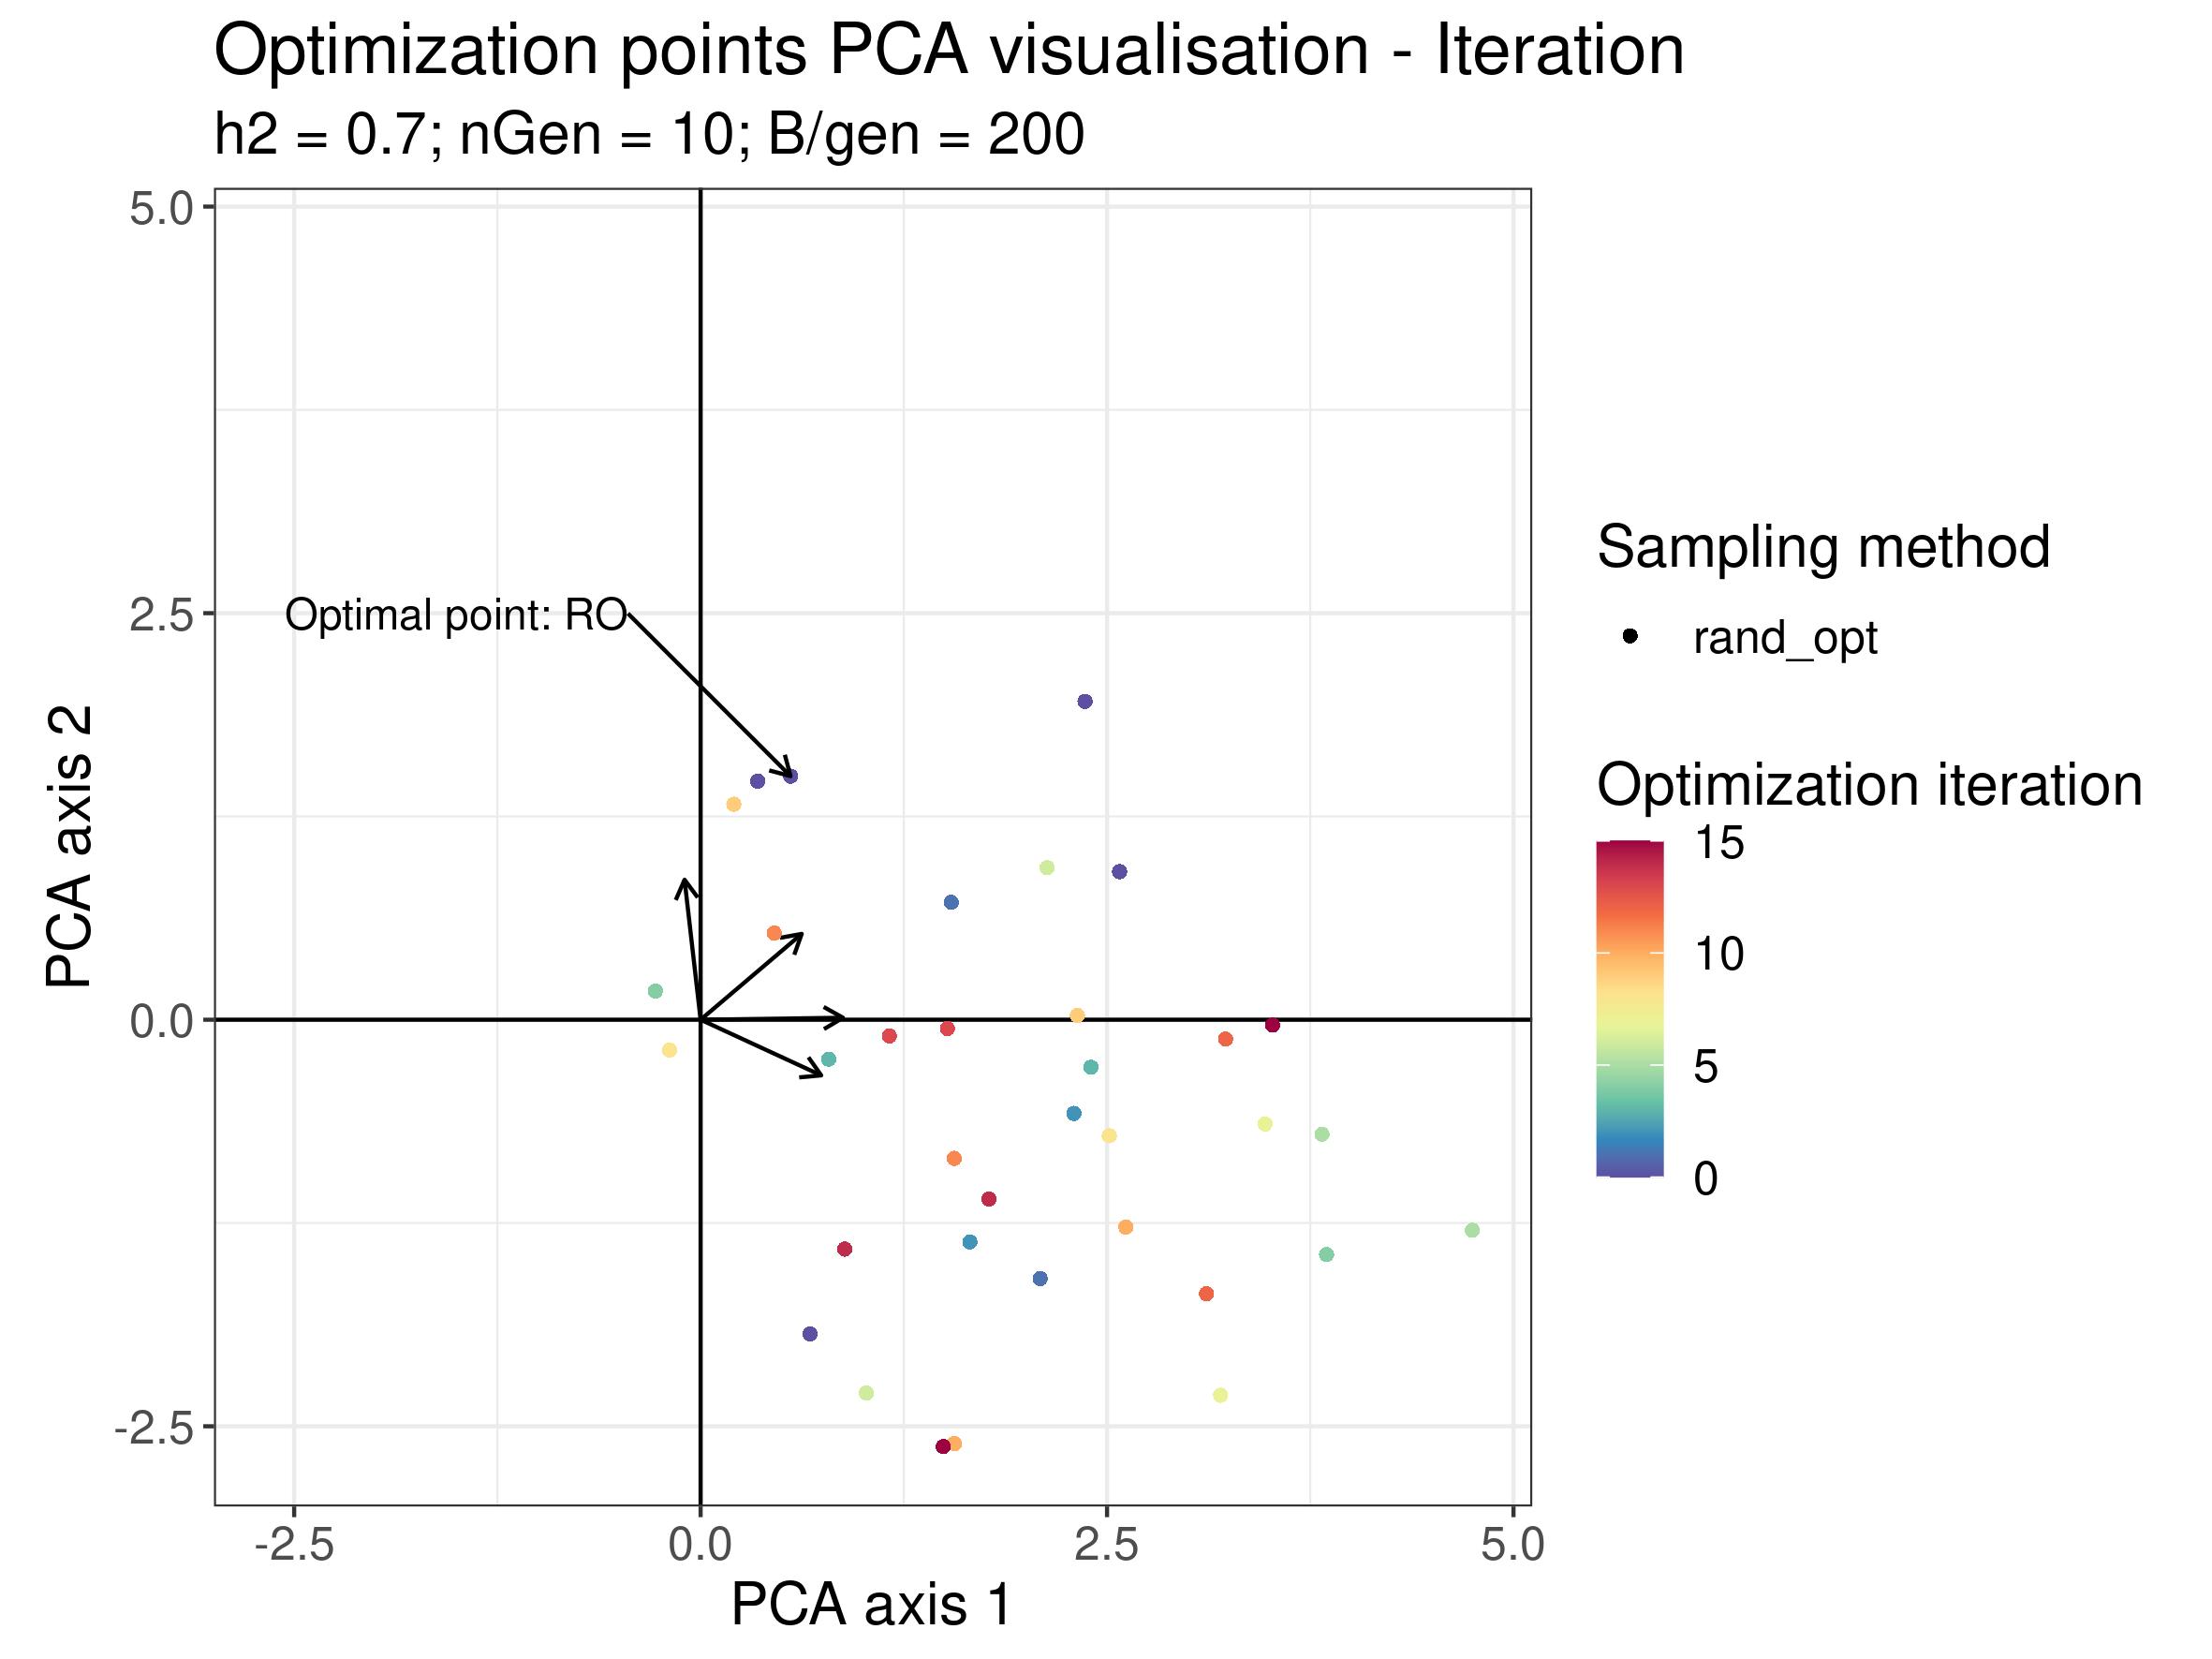 Optimization points PCA visualisation - Iteration
h2 = 0.7; nGen = 10; B/gen = 200
5.0
2.5
0.0
-2.5
PCA axis 2
Optimal point: RO
-2.5
0.0
2.5
5.0
PCA axis 1
Sampling method
rand_opt
Optimization iteration
15
10
5
0